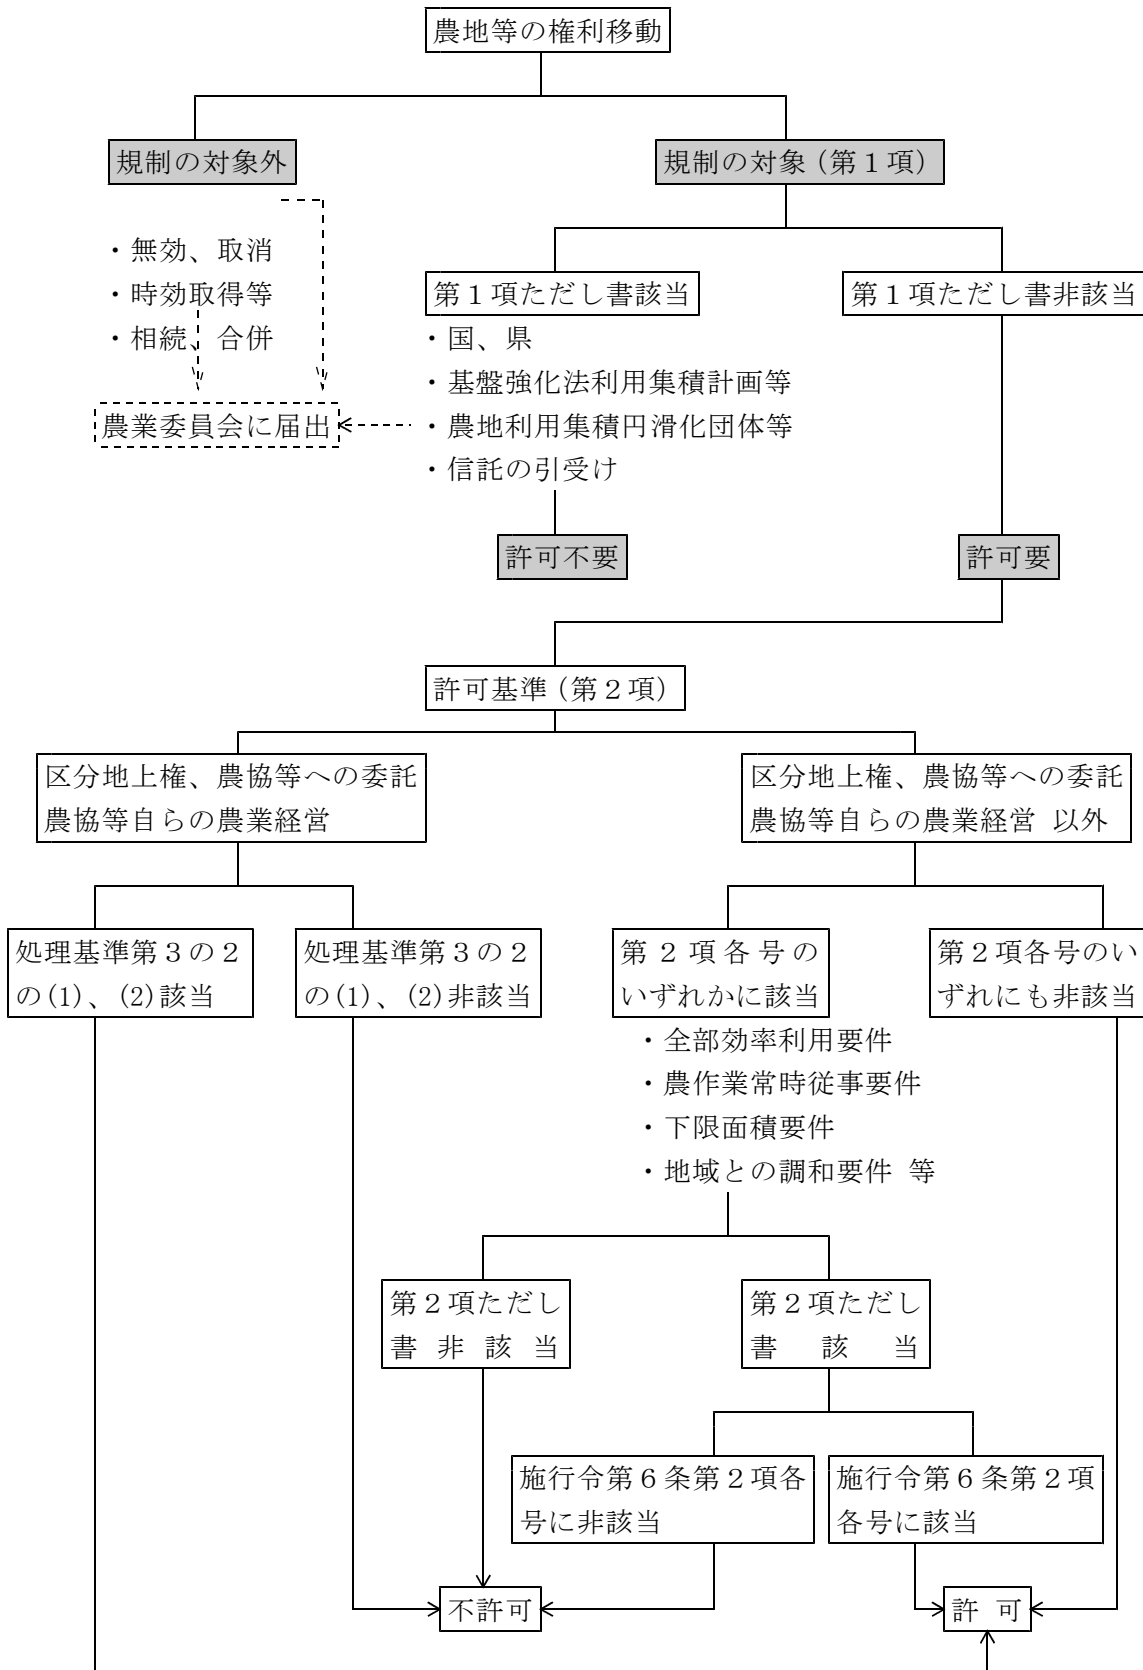 農地等の権利移動
規制の対象外
規制の対象（第１項）
・無効、取消
・時効取得等
・相続、合併
農業委員会に届出
第１項ただし書該当
・国、県
・基盤強化法利用集積計画等
・農地利用集積円滑化団体等
・信託の引受け
第１項ただし書非該当
許可不要
許可要
許可基準（第２項）
区分地上権、農協等への委託
農協等自らの農業経営
区分地上権、農協等への委託
農協等自らの農業経営 以外
処理基準第３の２
の(1)、(2)該当
処理基準第３の２
の(1)、(2)非該当
第２項各号の
いずれかに該当
第２項各号のい
ずれにも非該当
・全部効率利用要件
・農作業常時従事要件
・下限面積要件
・地域との調和要件 等
第２項ただし
書非該当
第２項ただし
書該当
施行令第６条第２項各
号に非該当
施行令第６条第２項
各号に該当
不許可
許可